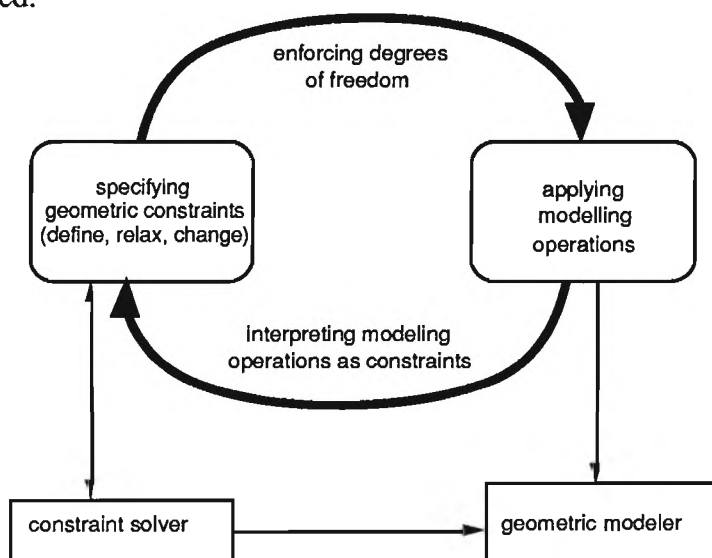 enforcing degrees
of freedom
specifying
geometric constraints
(define, relax, change)
applying
modelling
operations
interpreting modeling
operations as constraints
constraint solver
geometric modeler